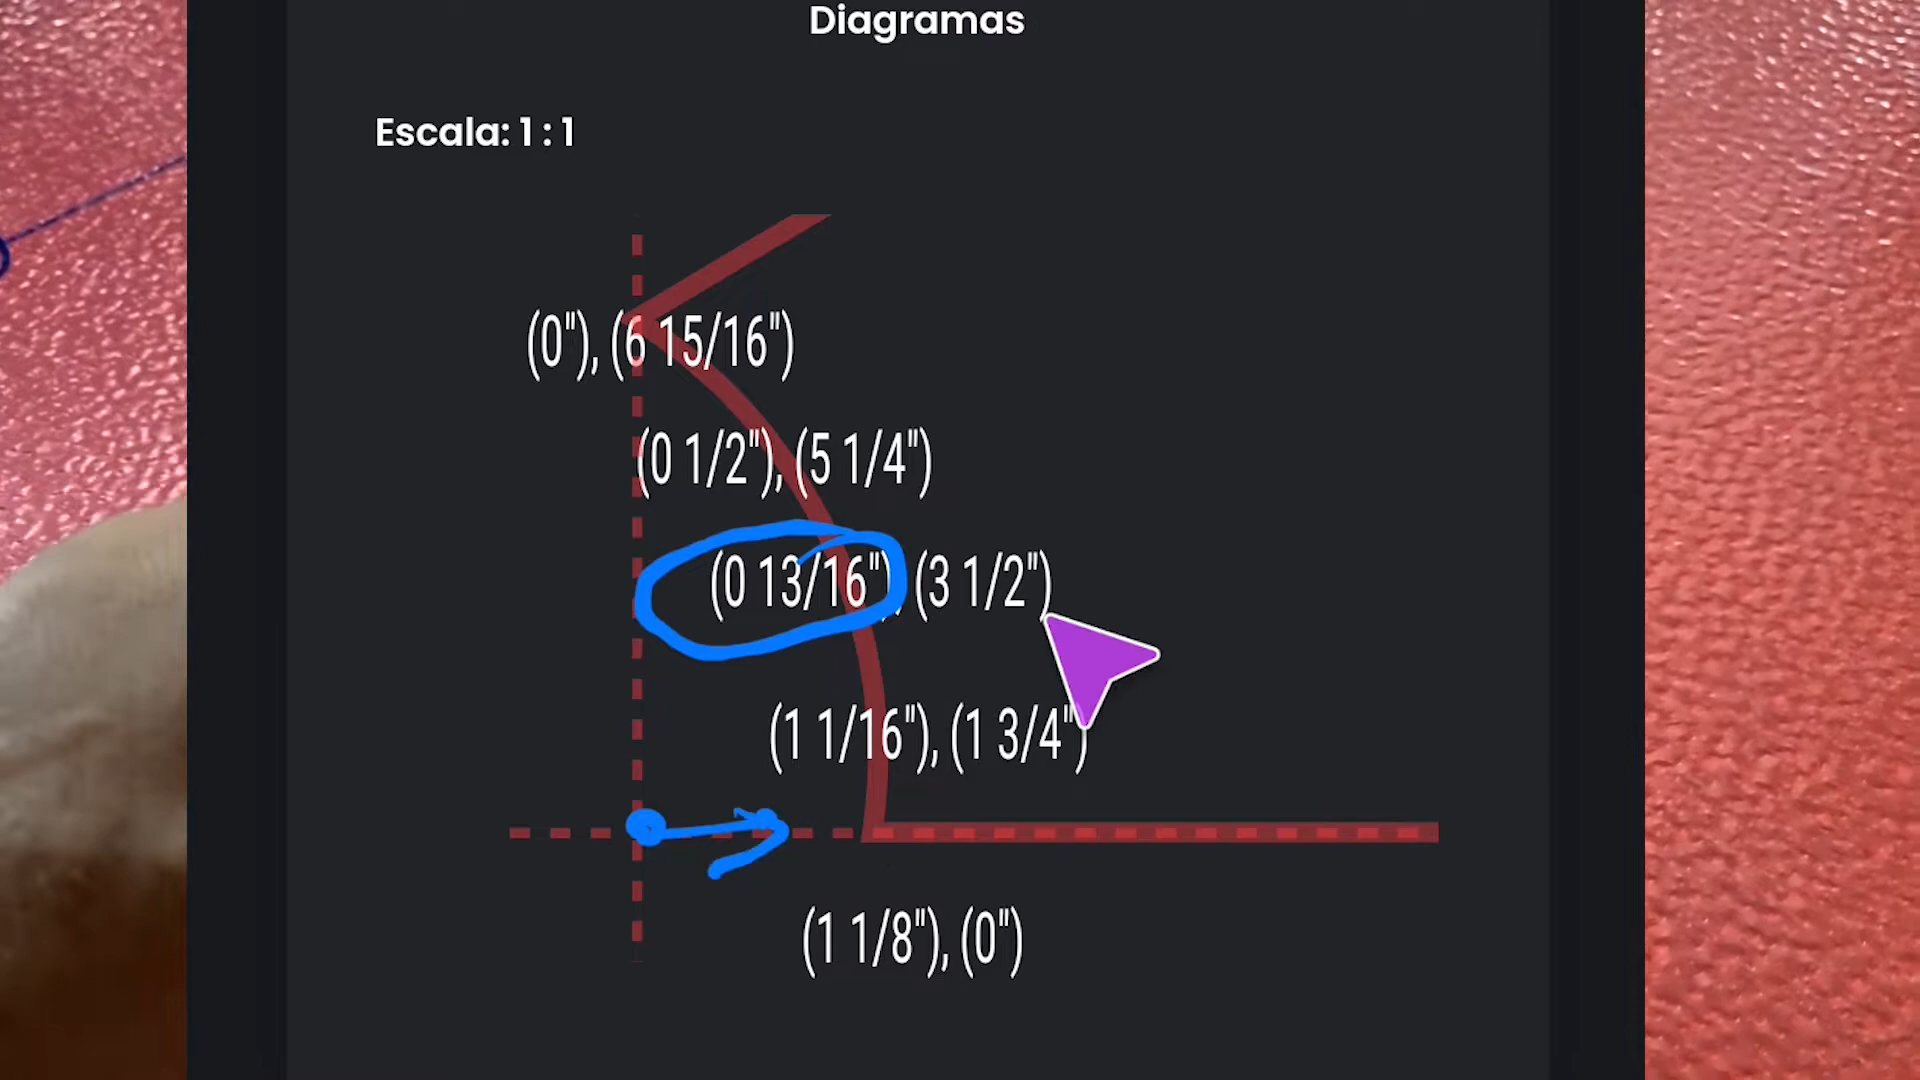 Diagramas
Escala: 1 : 1
(0"), (6 15/16")
(0 1/2"), (5 1/4")
(0 13/16"), (3 1/2")
(1 1/16"), (1 3/4")
(1 1/8"), (0")